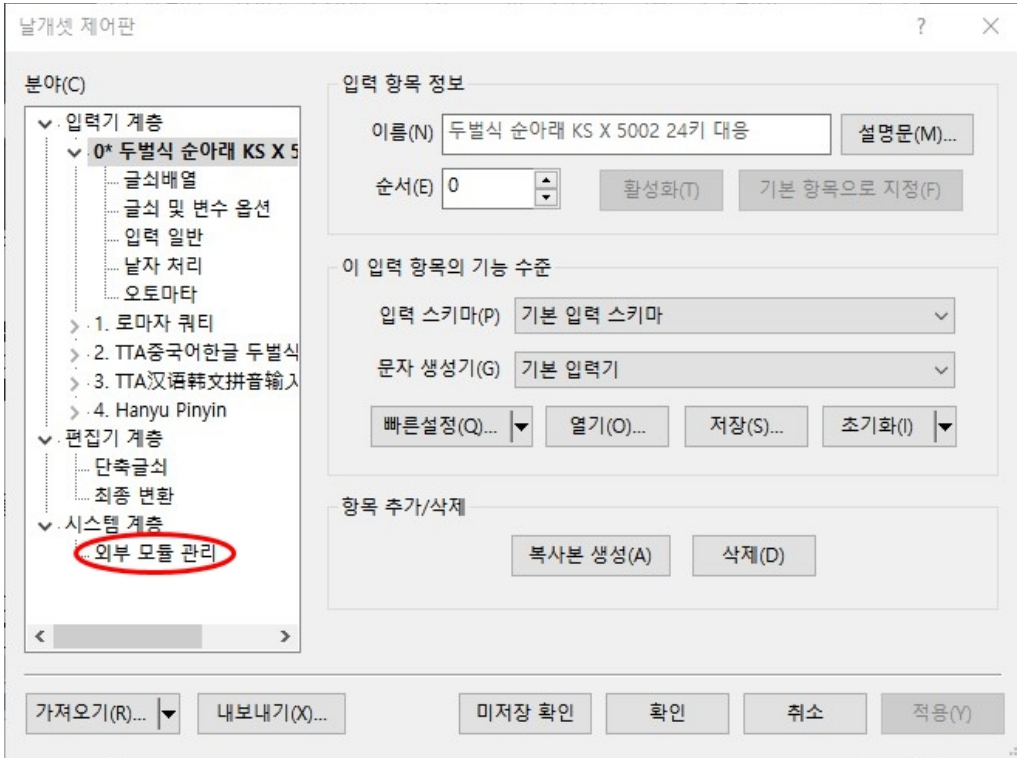 날개셋 제어판
?
분야(C)
입력기 계층
0* 두벌식 순아래 KS X 5
글쇠배열
글쇠 및 변수 옵션
입력 일반
낱자 처리
오토마타
1. 로마자 쿼티
2. TTA중국어한글 두벌식
3. TTA汉语韩文拼音输入
4. Hanyu Pinyin
편집기 계층
단축글쇠
최종 변환
시스템 계층
외부 모듈 관리
입력 항목 정보
이름(N) 두벌식 순아래 KS X 5002 24키 대응 설명문(M)...
순서(E) 0 활성화(T) 기본 항목으로 지정(F)
이 입력 항목의 기능 수준
입력 스키마(P) 기본 입력 스키마
문자 생성기(G) 기본 입력기
빠른설정(Q)... 열기(O)... 저장(S)... 초기화(I)
항목 추가/삭제
복사본 생성(A) 삭제(D)
가져오기(R)... 내보내기(X)... 미저장 확인 확인 취소 적용(Y)